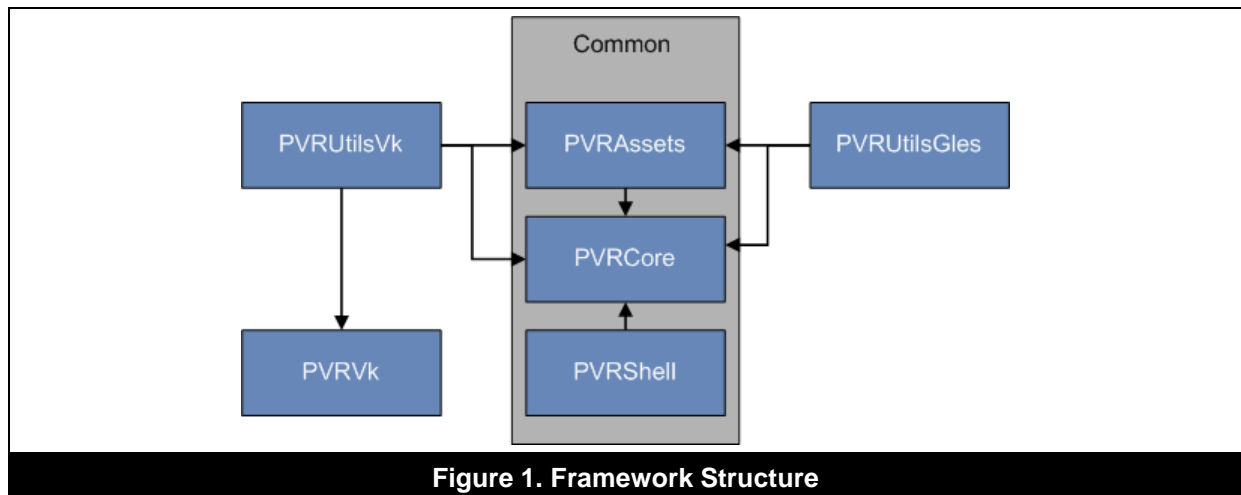 Common
PVRUtilsVk
PVRAssets
PVRUtilsGles
PVRCore
PVRVk
PVRShell
Figure 1. Framework Structure